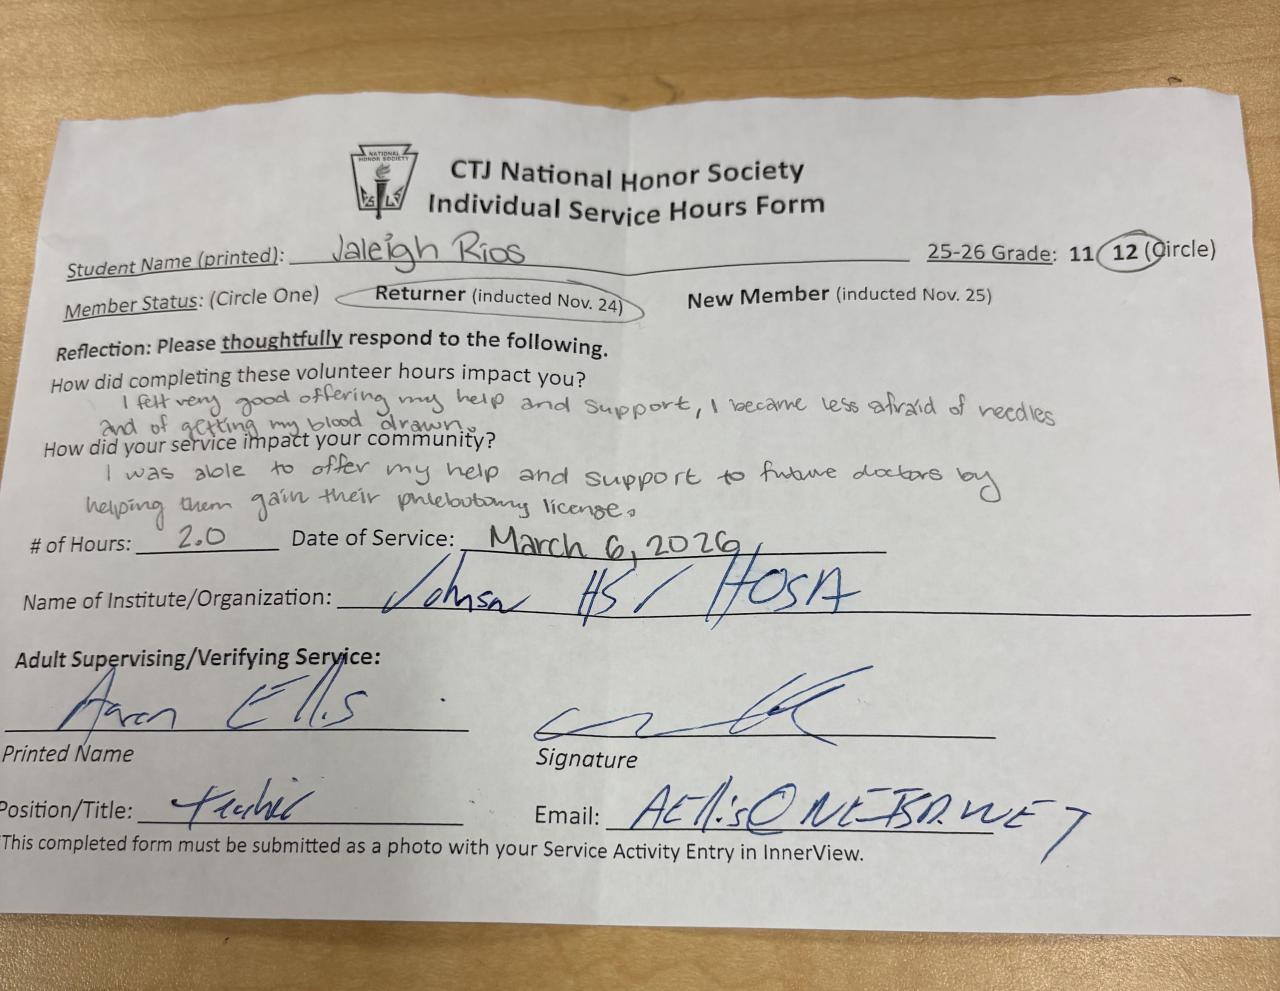 NATIONAL
HONOR SOCIETY
CTJ National Honor Society
Individual Service Hours Form
Student Name (printted): Jaleigh Rios 25-26 Grade: 11 12 (Circle)
Member Status: (Circle One) Returner (inducted Nov. 24) New Member (inducted Nov. 25)
Reflection: Please thoughtfully respond to the following.
How did completing these volunteer hours impact you?
I felt very good offering my help and support, I became less afraid of needles
and of getting my blood drawn.
How did your service impact your community?
I was able to offer my help and support to future doctors by
helping them gain their phlebotomy license.
# of Hours: 2.0 Date of Service: March 6, 2026
Name of Institute/Organization: Johnson HS / HOSA
Adult Supervising/Verifying Service:
Aaron Ellis
Printed Name Signature
Position/Title: teacher Email: AEllis@NEISD.NET
*This completed form must be submitted as a photo with your Service Activity Entry in InnerView.